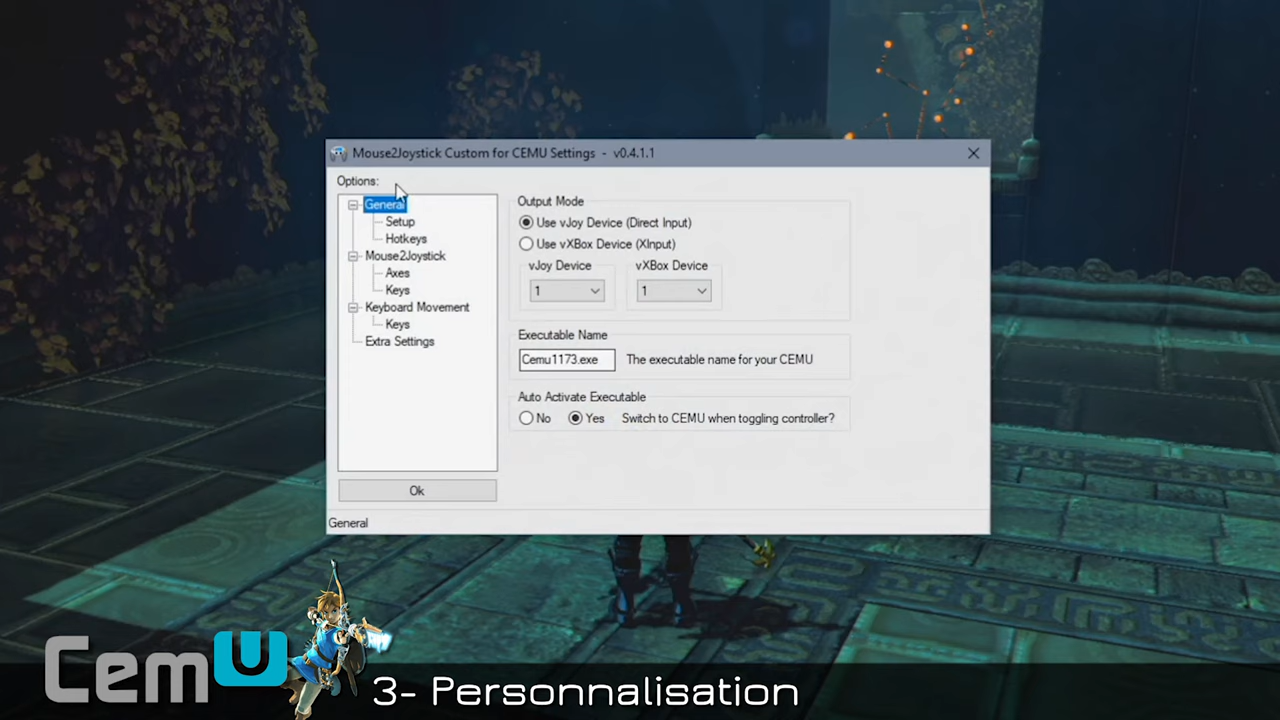 Mouse2Joystick Custom for CEMU Settings - v0.4.1.1
Options:
General
Setup
Hotkeys
Mouse2Joystick
Axes
Keys
Keyboard Movement
Keys
Extra Settings
Ok
General
Output Mode
Use vJoy Device (Direct Input)
Use vXBox Device (XInput)
vJoy Device vXBox Device
1 1
Executable Name
Cemu1173.exe The executable name for your CEMU
Auto Activate Executable
No Yes Switch to CEMU when toggling controller?
CemU
3- Personnalisation